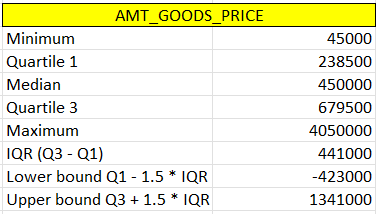 AMT_GOODS_PRICE
Minimum 45000
Quartile 1 238500
Median 450000
Quartile 3 679500
Maximum 4050000
IQR (Q3 - Q1) 441000
Lower bound Q1 - 1.5 * IQR -423000
Upper bound Q3 + 1.5 * IQR 1341000